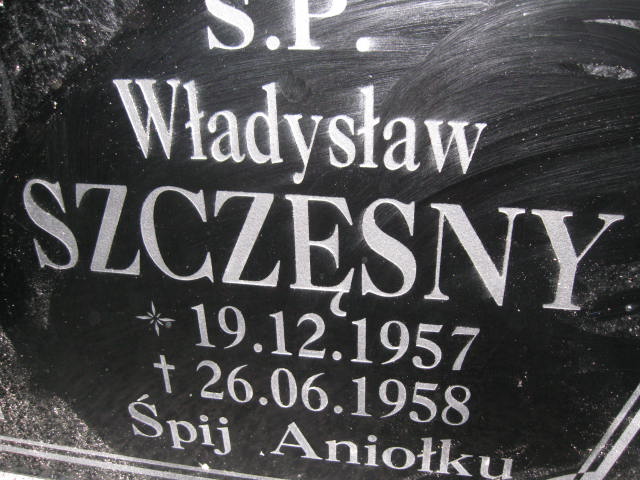 Ś.P.
Władysław
SZCZĘSNY
19.12.1957
† 26.06.1958
Śpij Aniołku